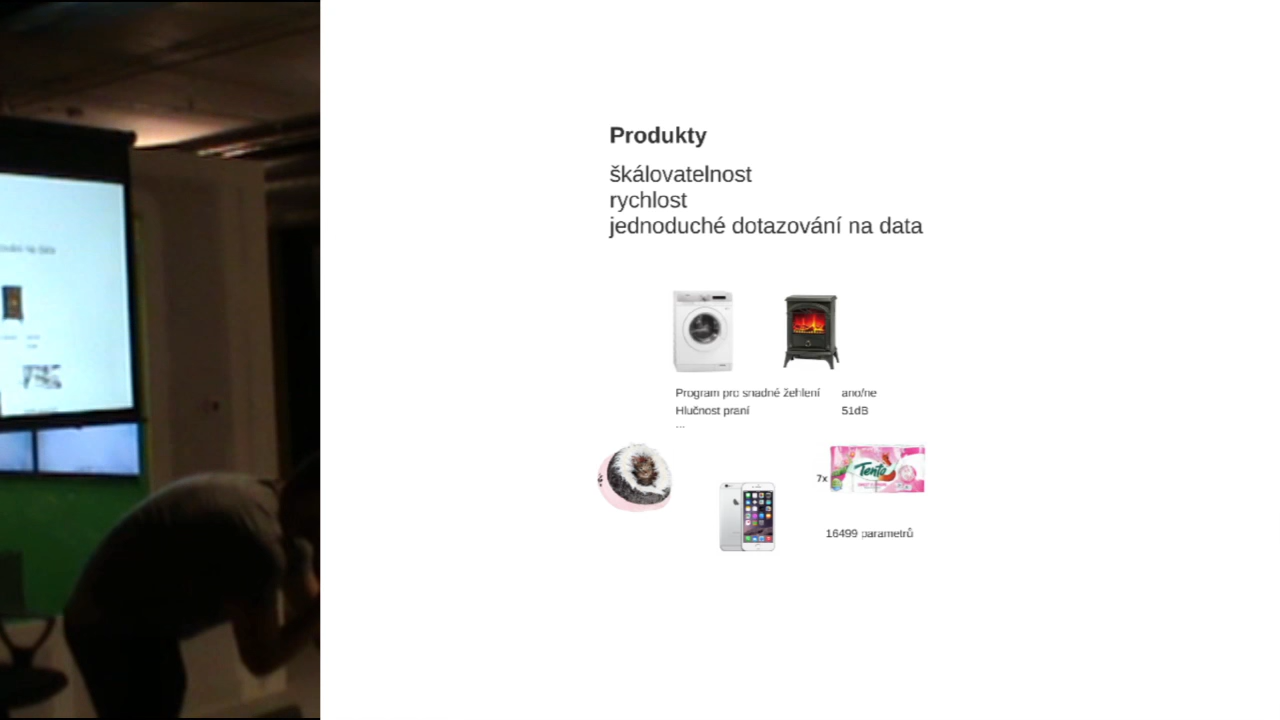 Produkty
škálovatelnost
rychlost
jednoduché dotazování na data
Program pro snadné žehlení ano/ne
Hlučnost praní 51dB
...
7x
Tento
16499 parametrů